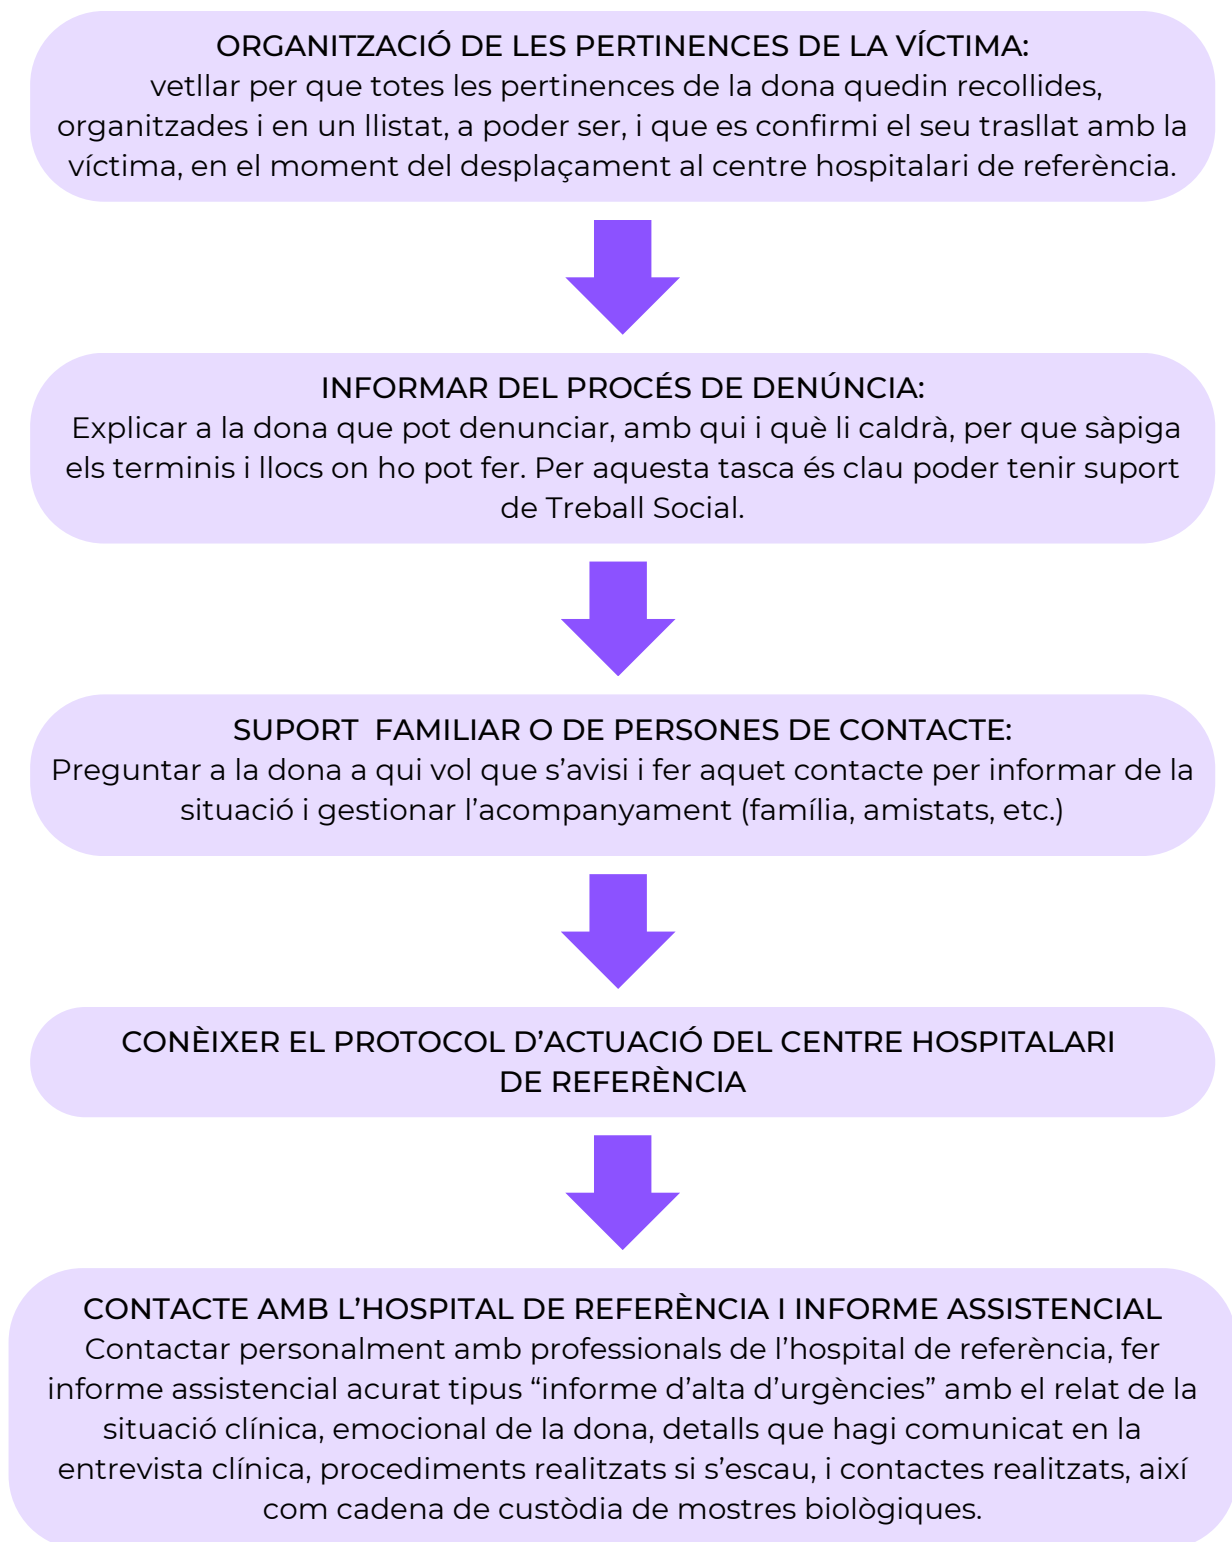 ORGANITZACIÓ DE LES PERTINENCES DE LA VÍCTIMA:
vetllar per que totes les pertinences de la dona quedin recollides,
organitzades i en un llistat, a poder ser, i que es confirmi el seu trasllat amb la
víctima, en el moment del desplaçament al centre hospitalari de referència.
INFORMAR DEL PROCÉS DE DENÚNCIA:
Explicar a la dona que pot denunciar, amb qui i què li caldrà, per que sàpiga
els terminis i llocs on ho pot fer. Per aquesta tasca és clau poder tenir suport
de Treball Social.
SUPORT  FAMILIAR O DE PERSONES DE CONTACTE:
Preguntar a la dona a qui vol que s’avisi i fer aquet contacte per informar de la
situació i gestionar l’acompanyament (família, amistats, etc.)
CONÈIXER EL PROTOCOL D’ACTUACIÓ DEL CENTRE HOSPITALARI
DE REFERÈNCIA
CONTACTE AMB L’HOSPITAL DE REFERÈNCIA I INFORME ASSISTENCIAL
Contactar personalment amb professionals de l’hospital de referència, fer
informe assistencial acurat tipus “informe d’alta d’urgències” amb el relat de la
situació clínica, emocional de la dona, detalls que hagi comunicat en la
entrevista clínica, procediments realitzats si s’escau, i contactes realitzats, així
com cadena de custòdia de mostres biològiques.